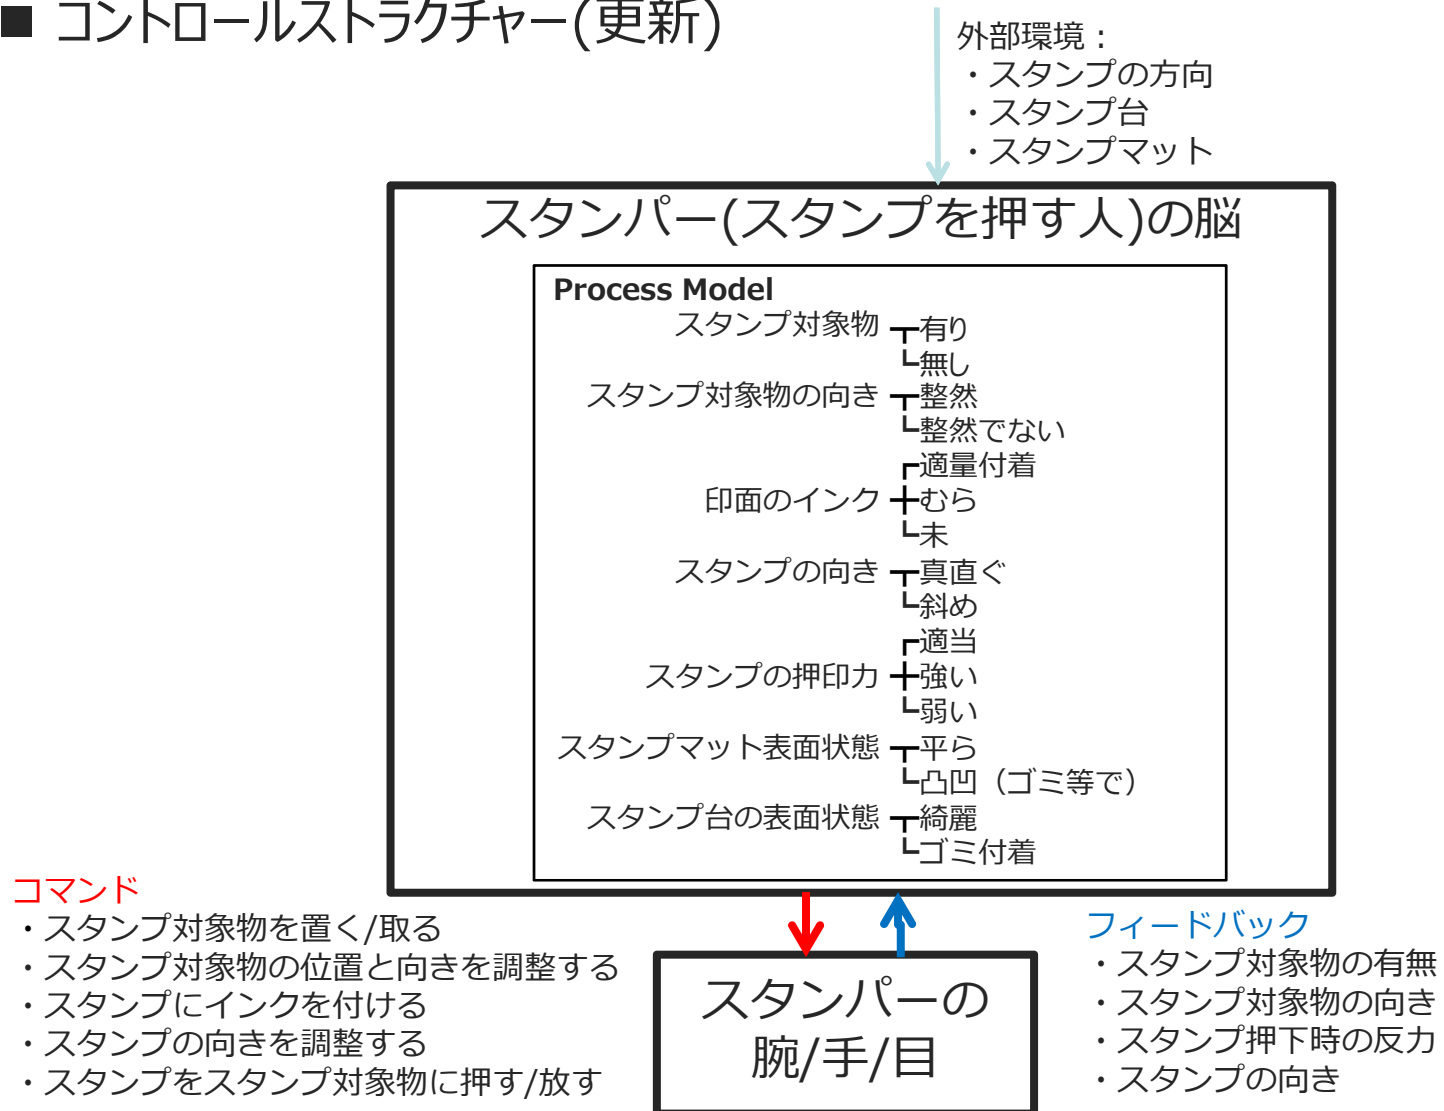 ■ コントロールストラクチャー(更新)
外部環境：
・スタンプの方向
・スタンプ台
・スタンプマット
スタンパー(スタンプを押す人)の脳
Process Model
スタンプ対象物 ┳有り
┗無し
スタンプ対象物の向き ┳整然
┗整然でない
┏適量付着
印面のインク ╋むら
┗未
スタンプの向き ┳真直ぐ
┗斜め
┏適当
スタンプの押印力 ╋強い
┗弱い
スタンプマット表面状態 ┳平ら
┗凸凹（ゴミ等で）
スタンプ台の表面状態 ┳綺麗
┗ゴミ付着
コマンド
・スタンプ対象物を置く/取る
・スタンプ対象物の位置と向きを調整する
・スタンプにインクを付ける
・スタンプの向きを調整する
・スタンプをスタンプ対象物に押す/放す
スタンパーの
腕/手/目
フィードバック
・スタンプ対象物の有無
・スタンプ対象物の向き
・スタンプ押下時の反力
・スタンプの向き